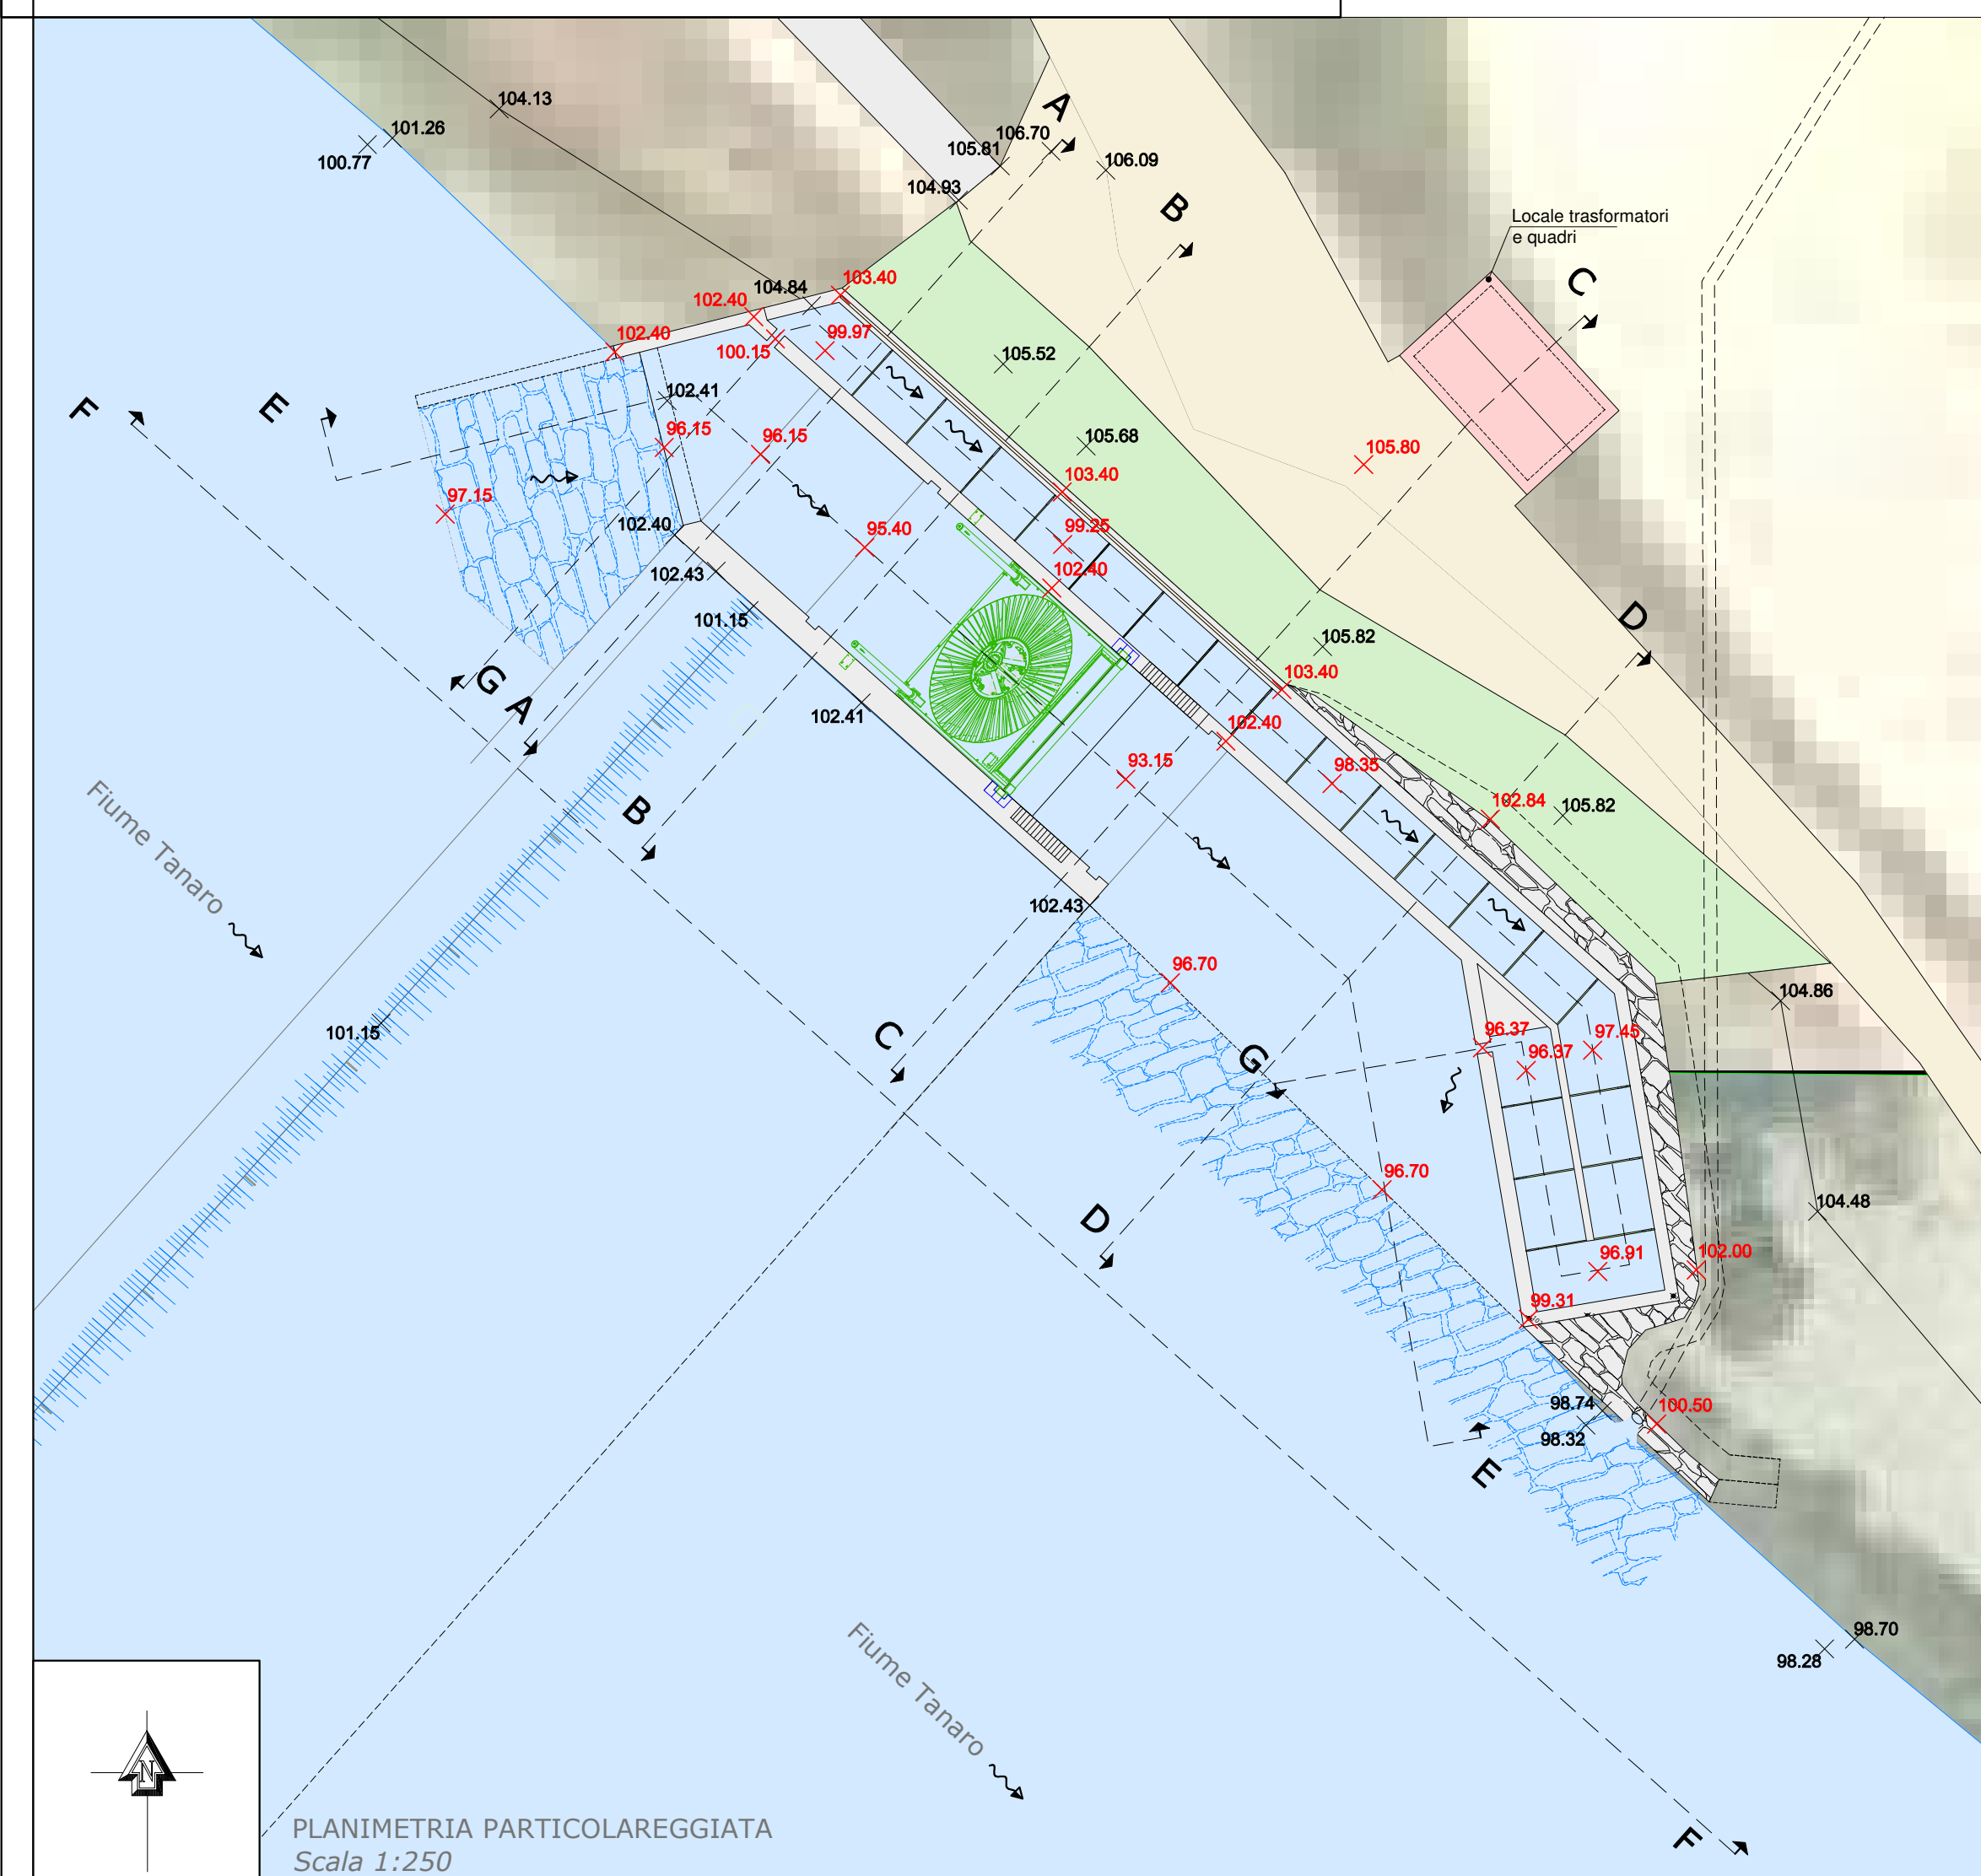 104.13
101.26
100.77
A
106.70
105.81
106.09
104.93
B
Locale trasformatori
e quadri
C
103.40
104.84
102.40
102.40
99.97
100.15
105.52
102.41
F
E
96.15
96.15
105.68
105.80
103.40
97.15
95.40
99.25
102.40
102.40
102.43
101.15
D
105.82
G
A
103.40
102.41
102.40
93.15
98.35
102.84
105.82
Fiume Tanaro
B
102.43
96.70
104.86
101.15
C
G
96.37
97.45
96.37
96.70
104.48
D
96.91
102.00
99.31
98.74
100.50
98.32
E
98.70
98.28
Fiume Tanaro
N
F
PLANIMETRIA PARTICOLAREGGIATA
Scala 1:250